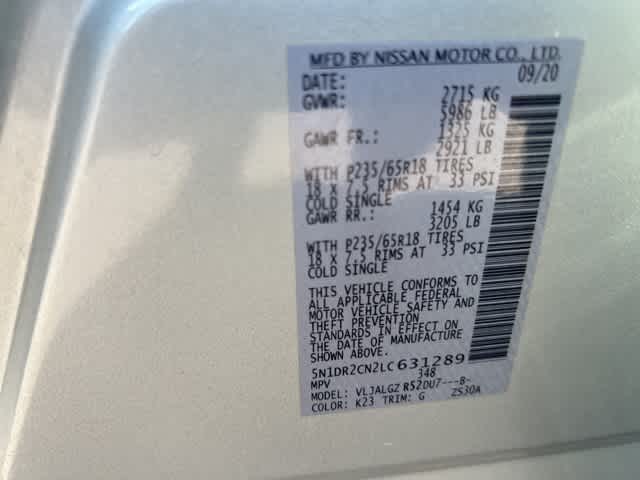 MFD BY NISSAN MOTOR CO., LTD.
DATE: 09/20
GVWR: 2715 KG
5986 LB
GAWR FR.: 1325 KG
2921 LB
WITH P235/65R18 TIRES
18 x 7.5 RIMS AT 33 PSI
COLD SINGLE
GAWR RR.: 1454 KG
3205 LB
WITH P235/65R18 TIRES
18 x 7.5 RIMS AT 33 PSI
COLD SINGLE
THIS VEHICLE CONFORMS TO
ALL APPLICABLE FEDERAL
MOTOR VEHICLE SAFETY AND
THEFT PREVENTION
STANDARDS IN EFFECT ON
DATE OF MANUFACTURE
SHOWN ABOVE.
5N1DR2CN2LC631289
MPV 348
MODEL: VLJALGZ R52DU7---B-
COLOR: K23 TRIM: G ZS30A